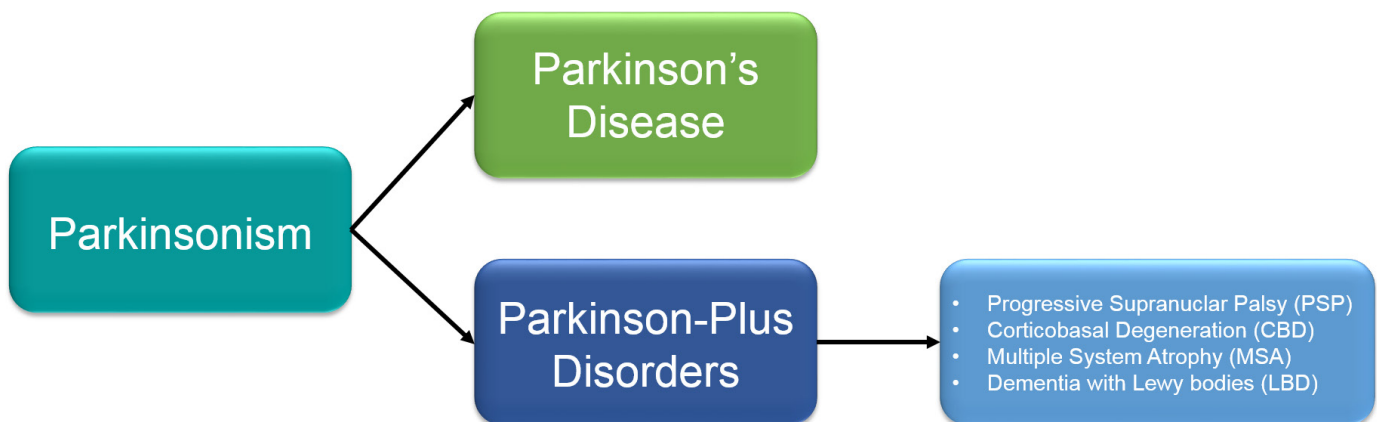 Parkinsonism
Parkinson's
Disease
Parkinson-Plus
Disorders
• Progressive Supranuclar Palsy (PSP)
• Corticobasal Degeneration (CBD)
• Multiple System Atrophy (MSA)
• Dementia with Lewy bodies (LBD)